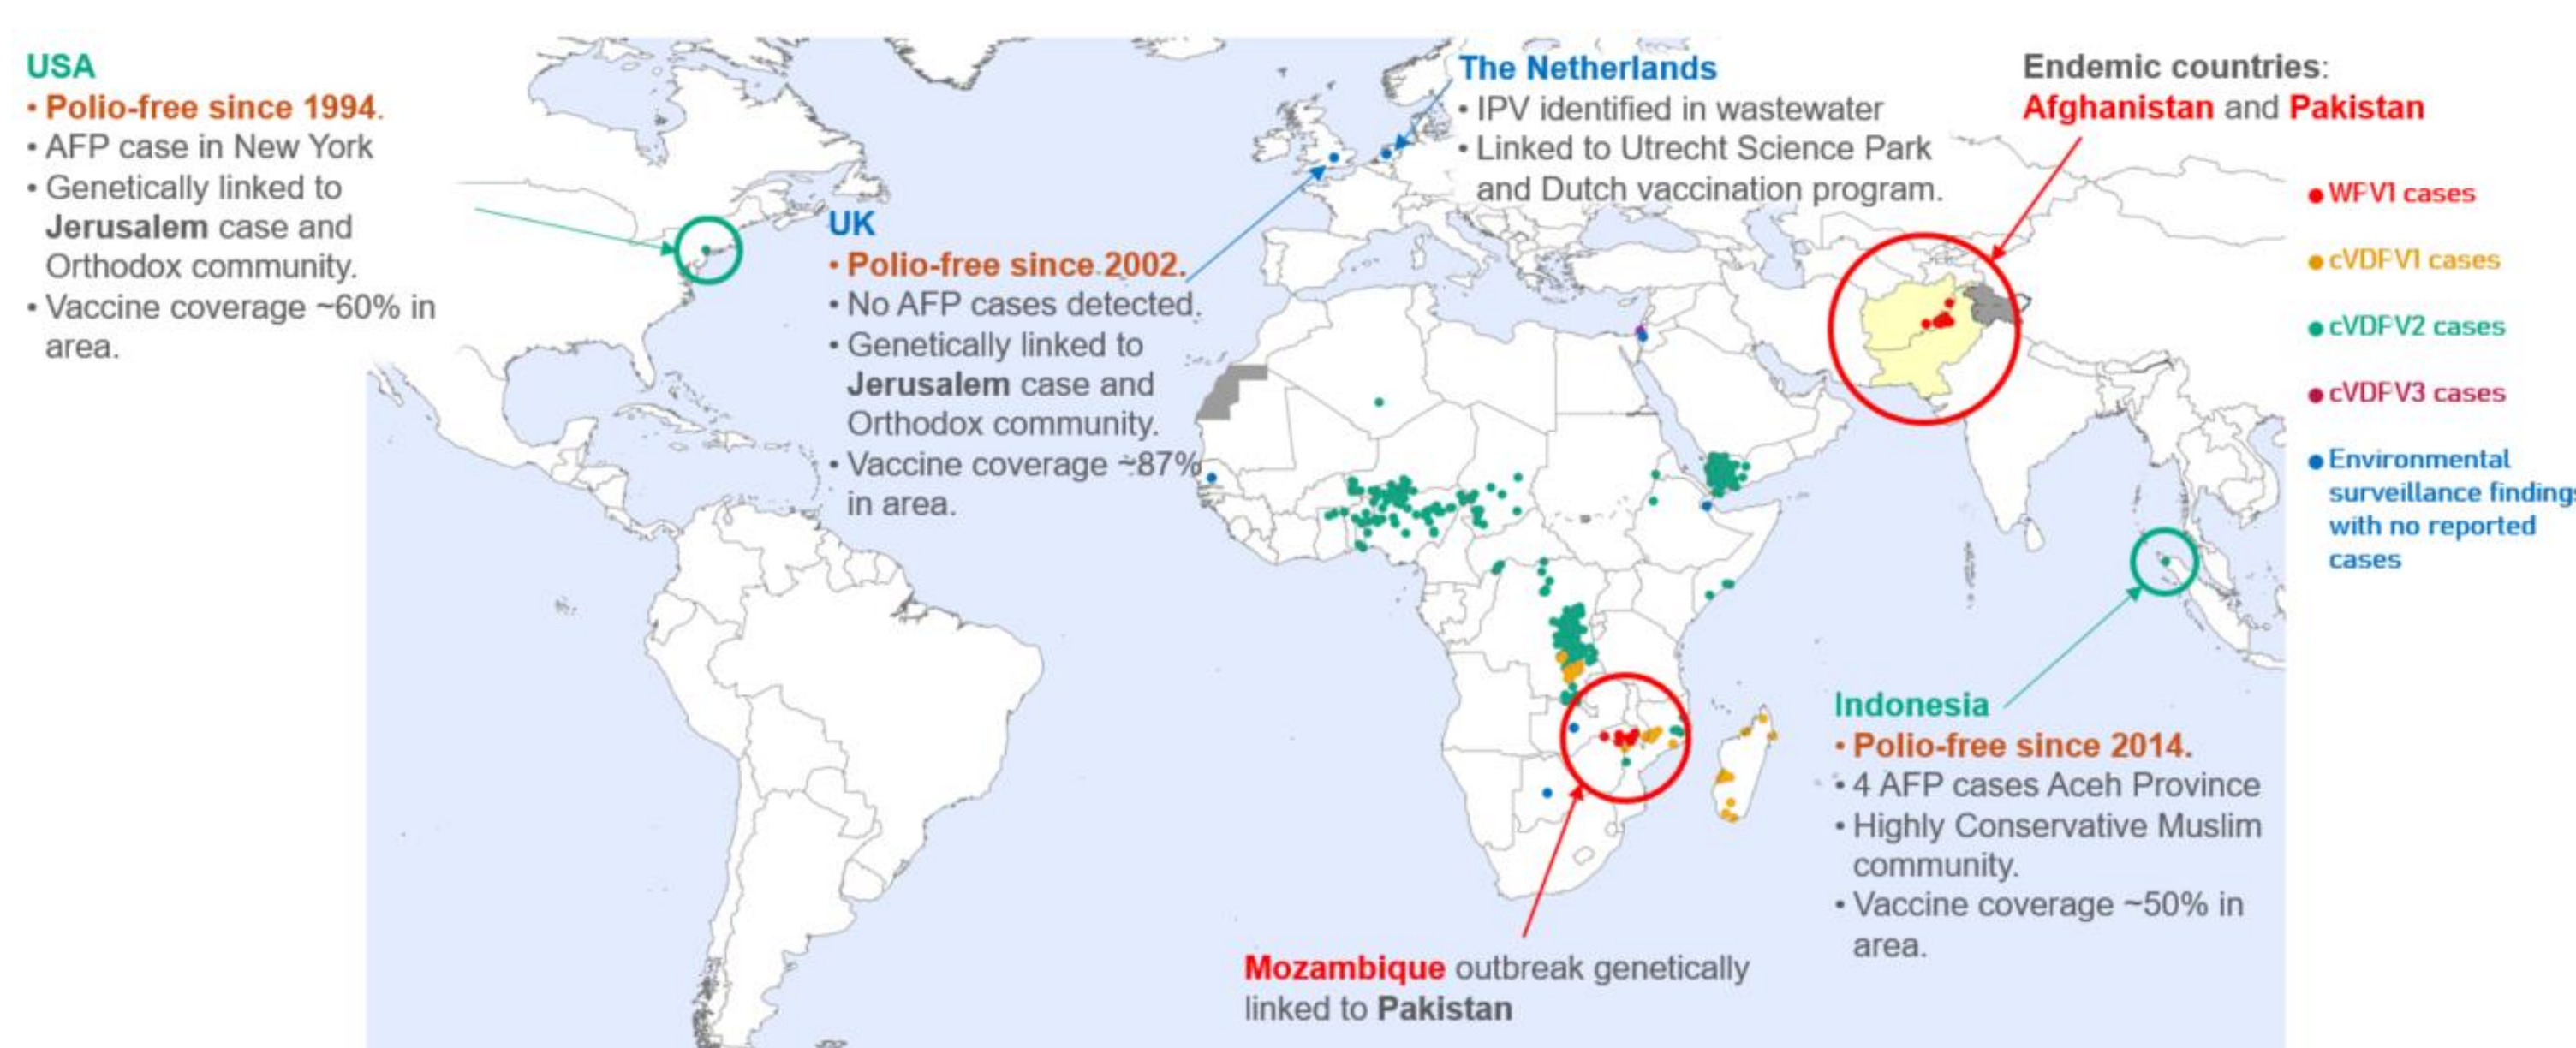 USA
• Polio-free since 1994.
• AFP case in New York
• Genetically linked to
Jerusalem case and
Orthodox community.
• Vaccine coverage ~60% in
area.
UK
• Polio-free since 2002.
• No AFP cases detected.
• Genetically linked to
Jerusalem case and
Orthodox community.
• Vaccine coverage ~87%
in area.
The Netherlands
• IPV identified in wastewater
• Linked to Utrecht Science Park
and Dutch vaccination program.
Endemic countries:
Afghanistan and Pakistan
WPV1 cases
cVDPV1 cases
cVDPV2 cases
cVDPV3 cases
Environmental
surveillance findings
with no reported
cases
Indonesia
• Polio-free since 2014.
• 4 AFP cases Aceh Province
• Highly Conservative Muslim
community.
• Vaccine coverage ~50% in
area.
Mozambique outbreak genetically
linked to Pakistan